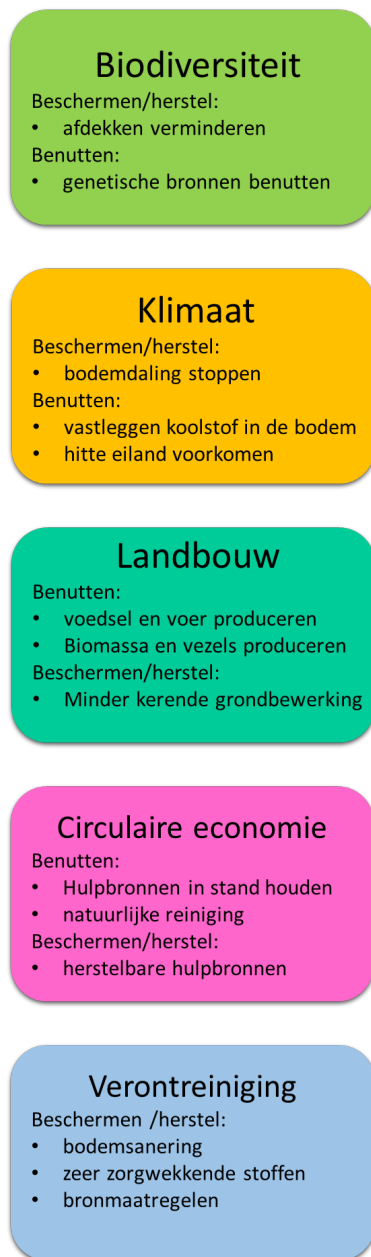 Biodiversiteit
Beschermen/herstel:
• afdekken verminderen
Benutten:
• genetische bronnen benutten
Klimaat
Beschermen/herstel:
• bodemdaling stoppen
Benutten:
• vastleggen koolstof in de bodem
• hitte eiland voorkomen
Landbouw
Benutten:
• voedsel en voer produceren
• Biomassa en vezels produceren
Beschermen/herstel:
• Minder kerende grondbewerking
Circulaire economie
Benutten:
• Hulpbronnen in stand houden
• natuurlijke reiniging
Beschermen/herstel:
• herstelbare hulpbronnen
Verontreiniging
Beschermen /herstel:
• bodemsanering
• zeer zorgwekkende stoffen
• bronmaatregelen